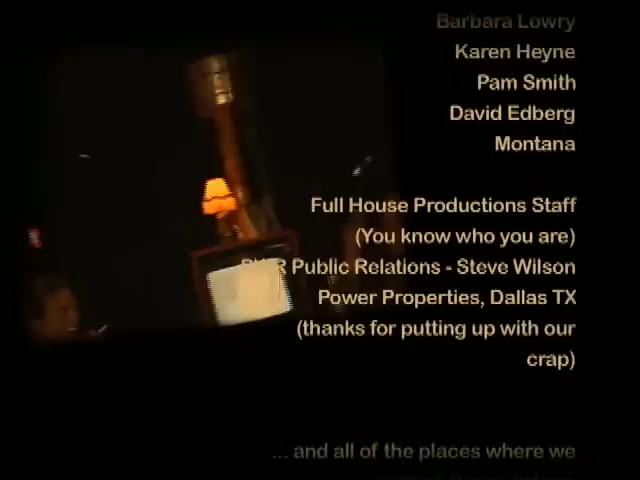 Barbara Lowry
Karen Heyne
Pam Smith
David Edberg
Montana
Full House Productions Staff
(You know who you are)
Public Relations - Steve Wilson
Power Properties, Dallas TX
(thanks for putting up with our
crap)
... and all of the places where we